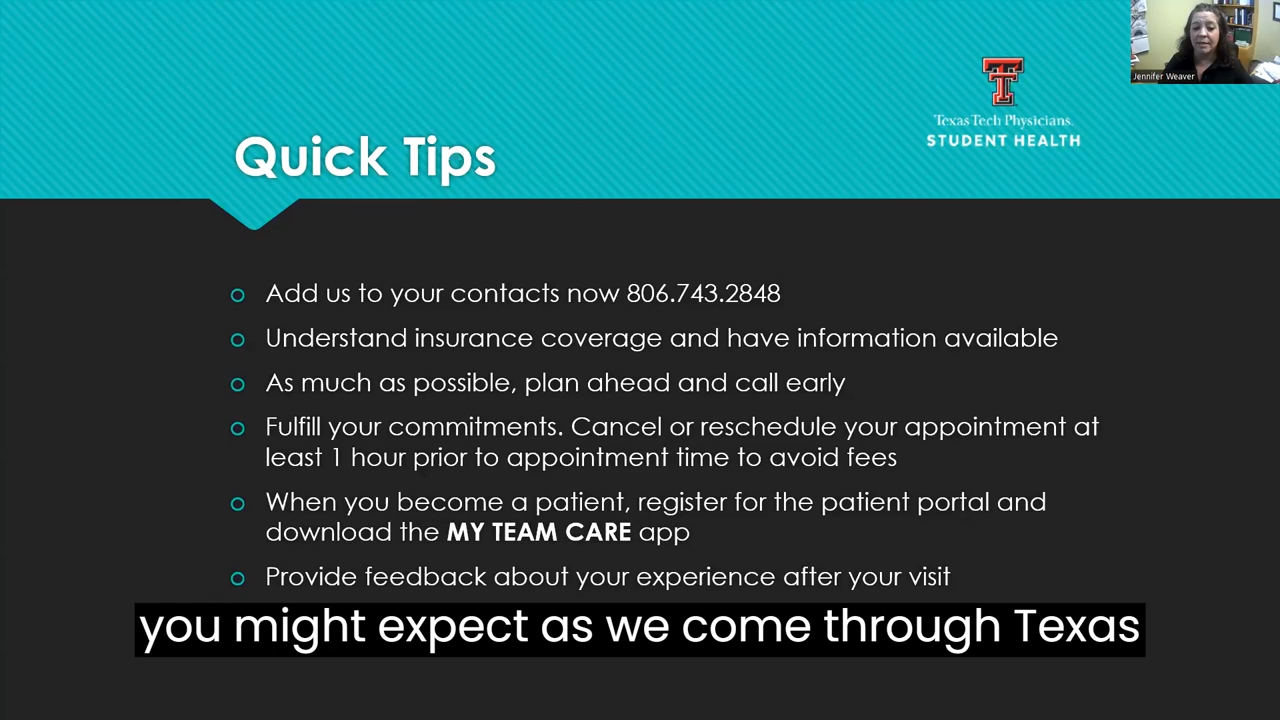 Jennifer Weaver
Texas Tech Physicians.
STUDENT HEALTH
Quick Tips
Add us to your contacts now 806.743.2848
Understand insurance coverage and have information available
As much as possible, plan ahead and call early
Fulfill your commitments. Cancel or reschedule your appointment at
least 1 hour prior to appointment time to avoid fees
When you become a patient, register for the patient portal and
download the MY TEAM CARE app
Provide feedback about your experience after your visit
you might expect as we come through Texas